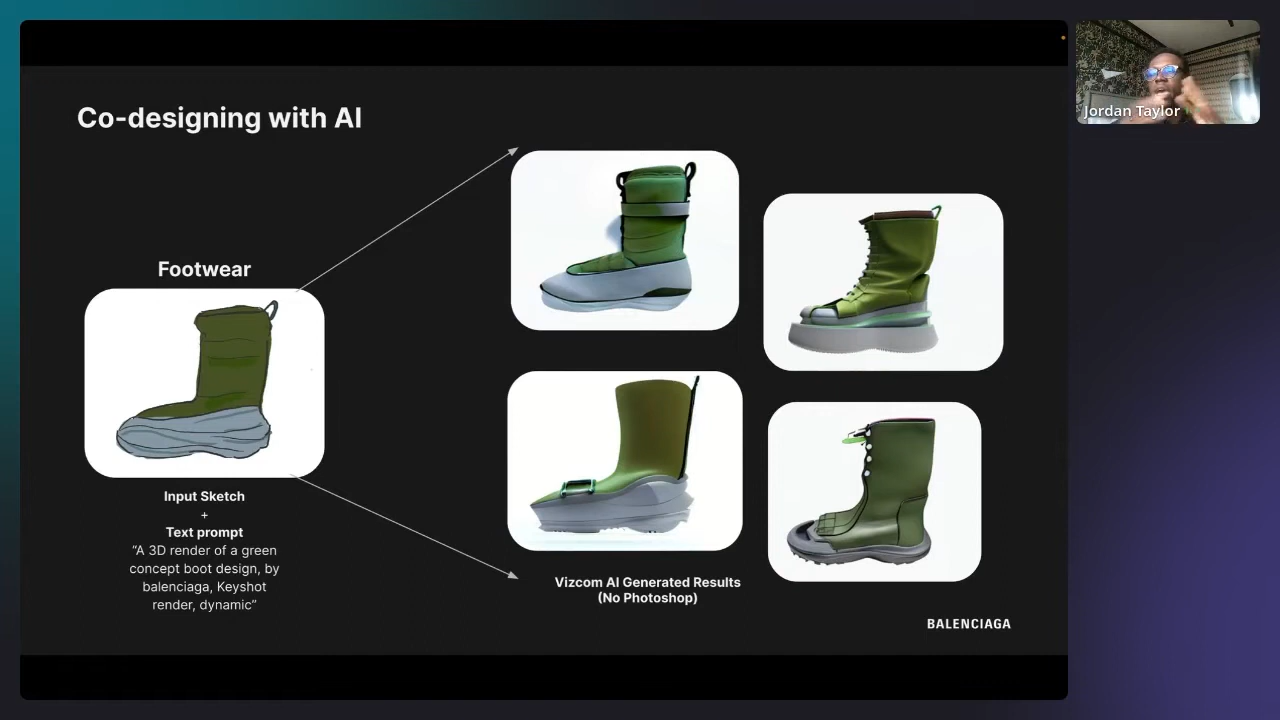 Co-designing with AI
Footwear
Input Sketch
+
Text prompt
“A 3D render of a green
concept boot design, by
balenciaga, Keyshot
render, dynamic”
Vizcom AI Generated Results
(No Photoshop)
BALENCIAGA
Jordan Taylor